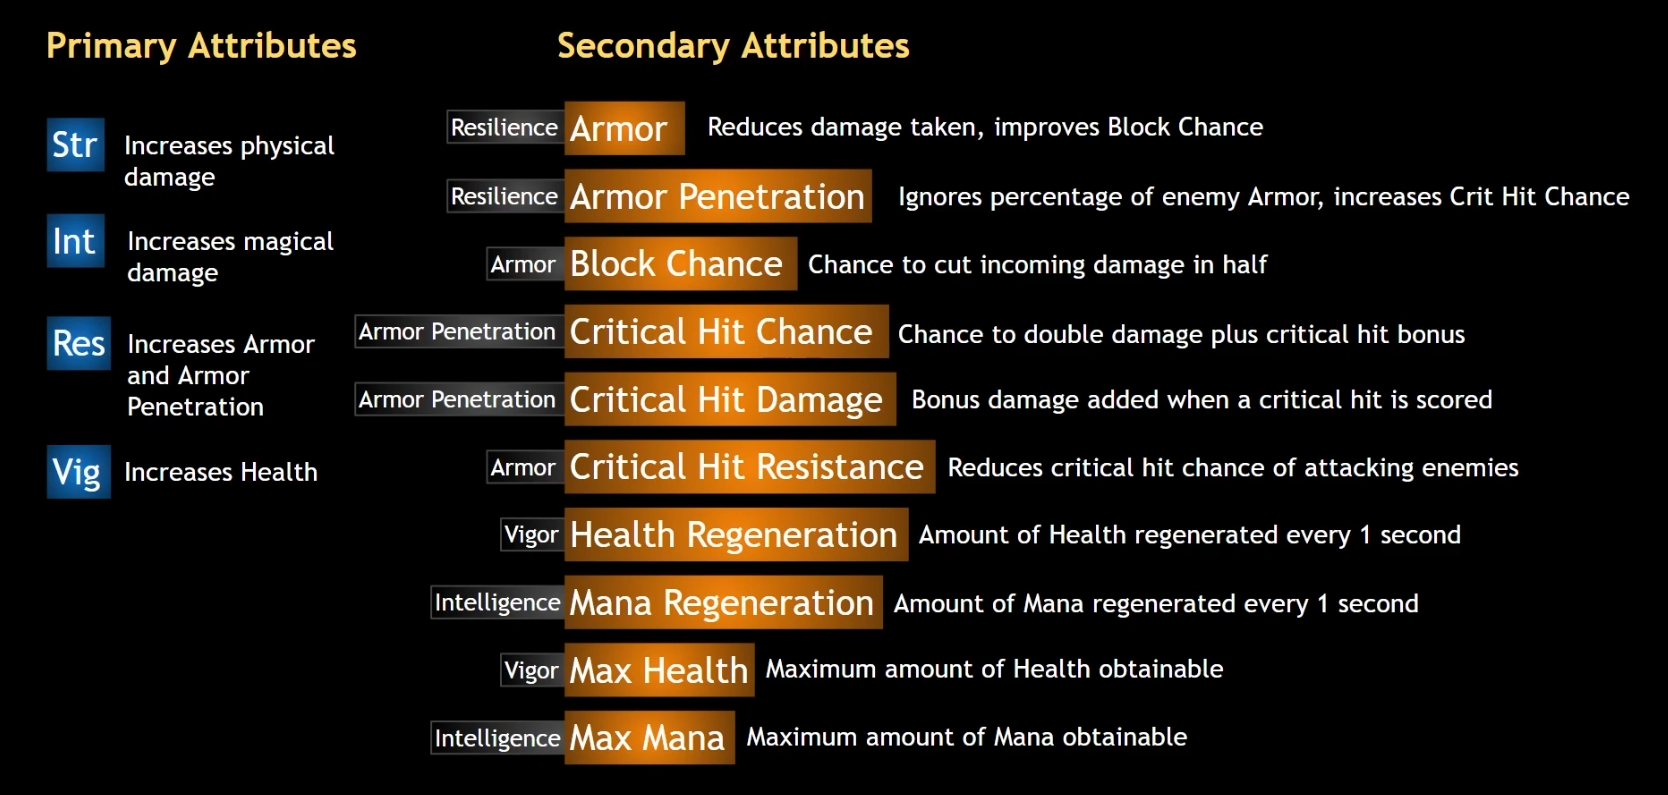 Primary Attributes
Str
Increases physical
damage
Int
Increases magical
damage
Res
Increases Armor
and Armor
Penetration
Vig
Increases Health
Secondary Attributes
Resilience Armor Reduces damage taken, improves Block Chance
Resilience Armor Penetration Ignores percentage of enemy Armor, increases Crit Hit Chance
Armor Block Chance Chance to cut incoming damage in half
Armor Penetration Critical Hit Chance Chance to double damage plus critical hit bonus
Armor Penetration Critical Hit Damage Bonus damage added when a critical hit is scored
Armor Critical Hit Resistance Reduces critical hit chance of attacking enemies
Vigor Health Regeneration Amount of Health regenerated every 1 second
Intelligence Mana Regeneration Amount of Mana regenerated every 1 second
Vigor Max Health Maximum amount of Health obtainable
Intelligence Max Mana Maximum amount of Mana obtainable